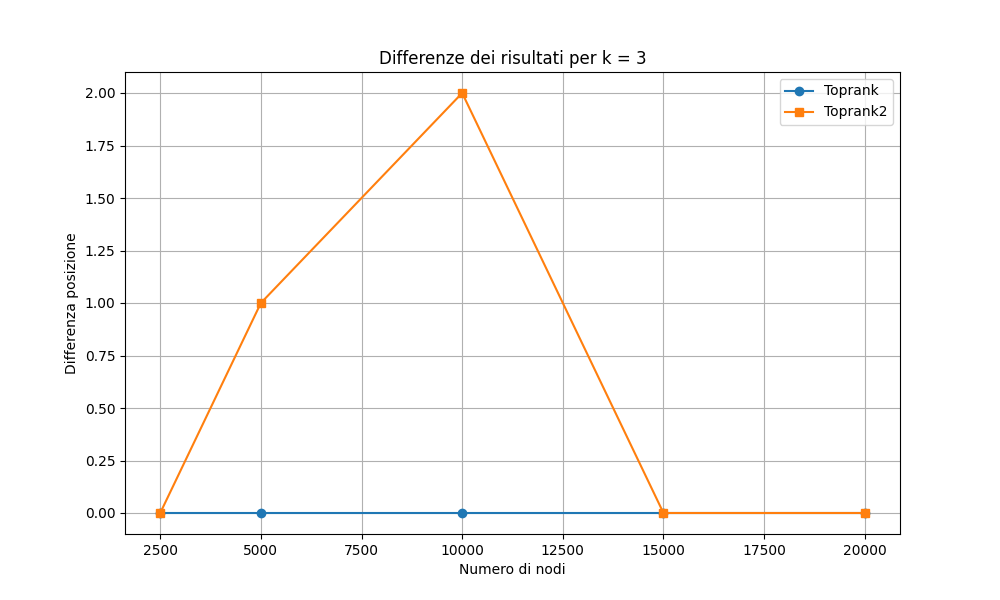 Differenze dei risultati per k = 3
Toprank
Toprank2
Differenza posizione
2.00
1.75
1.50
1.25
1.00
0.75
0.50
0.25
0.00
2500 5000 7500 10000 12500 15000 17500 20000
Numero di nodi